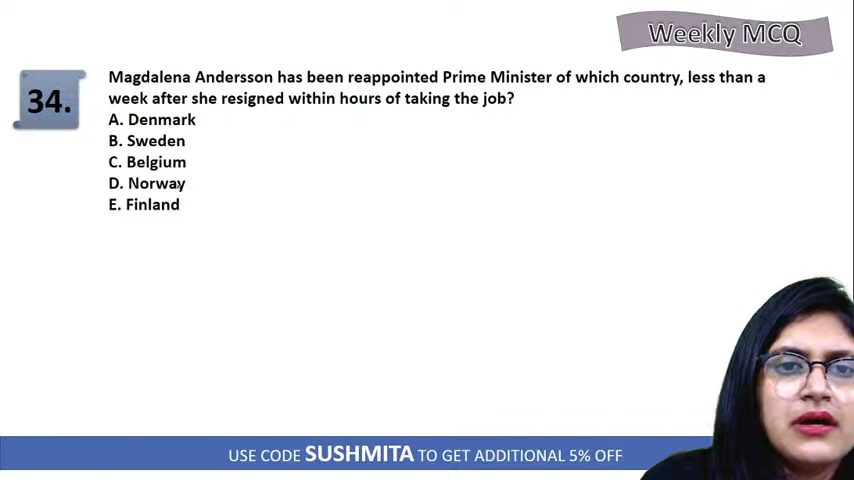 Weekly MCQ
34.
Magdalena Andersson has been reappointed Prime Minister of which country, less than a
week after she resigned within hours of taking the job?
A. Denmark
B. Sweden
C. Belgium
D. Norway
E. Finland
USE CODE SUSHMITA TO GET ADDITIONAL 5% OFF